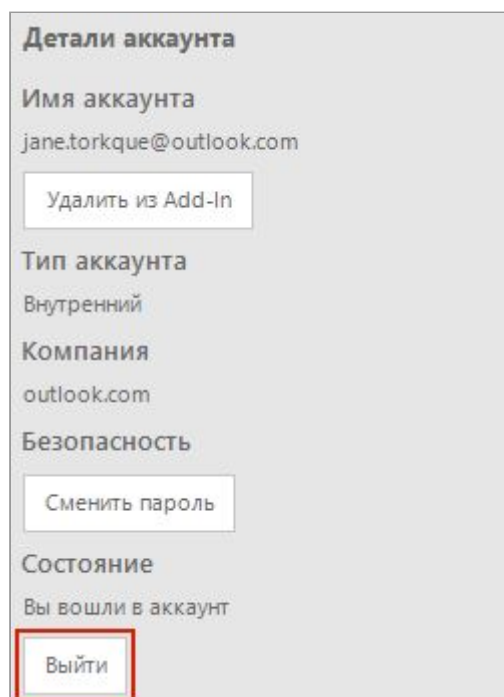 Детали аккаунта
Имя аккаунта
jane.torkque@outlook.com
Удалить из Add-In
Тип аккаунта
Внутренний
Компания
outlook.com
Безопасность
Сменить пароль
Состояние
Вы вошли в аккаунт
Выйти